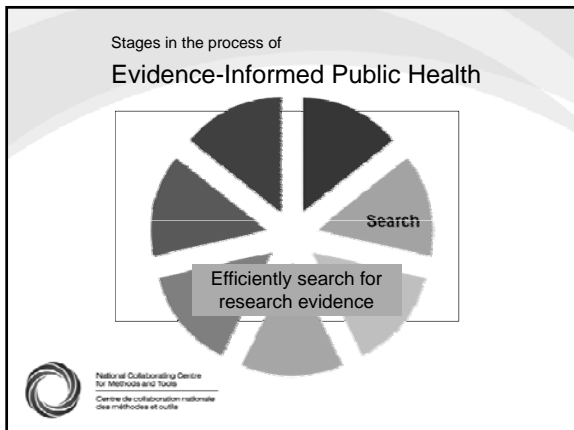 Stages in the process of
Evidence-Informed Public Health
Search
Efficiently search for
research evidence
National Collaborating Centre
for Methods and Tools
Centre de collaboration nationale
des méthodes et outils